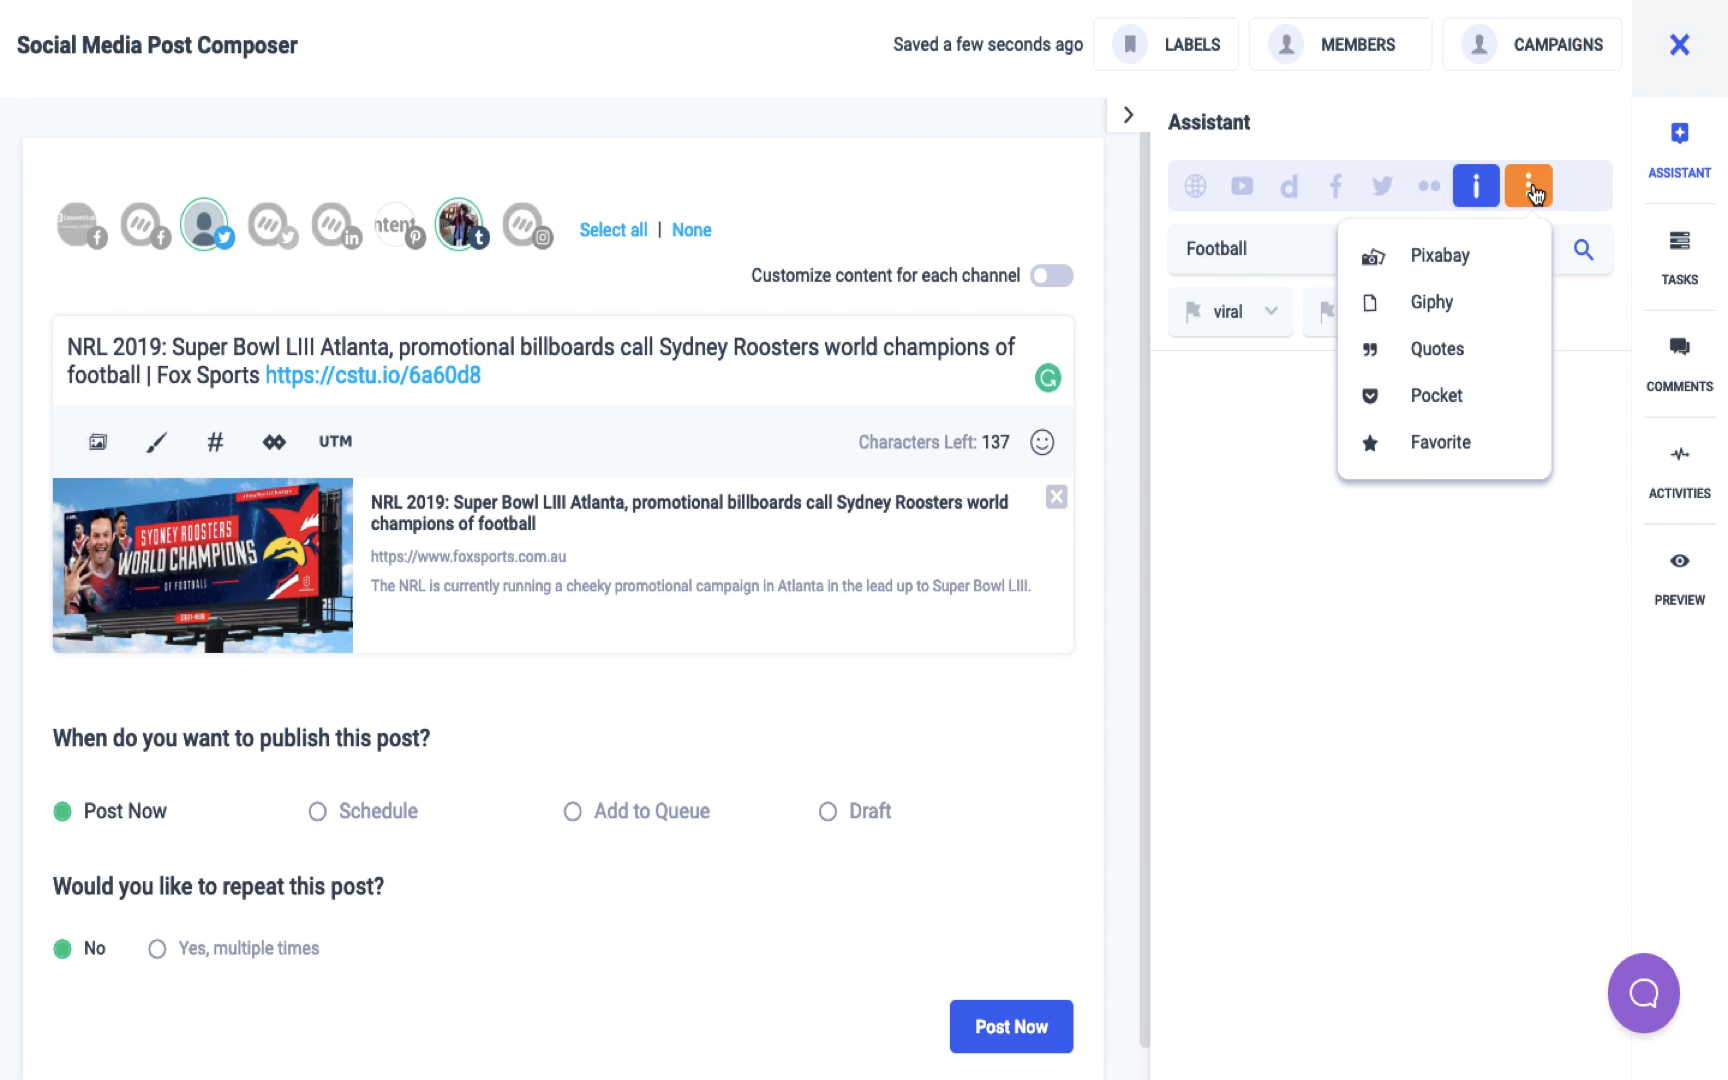 Social Media Post Composer
Saved a few seconds ago
LABELS
MEMBERS
CAMPAIGNS
Assistant
ASSISTANT
TASKS
COMMENTS
ACTIVITIES
PREVIEW
Select all | None
Customize content for each channel
NRL 2019: Super Bowl LIII Atlanta, promotional billboards call Sydney Roosters world champions of
football | Fox Sports https://cstu.io/6a60d8
UTM
Characters Left: 137
SYDNEY ROOSTERS
WORLD CHAMPIONS
OF FOOTBALL
NRL 2019: Super Bowl LIII Atlanta, promotional billboards call Sydney Roosters world
champions of football
https://www.foxsports.com.au
The NRL is currently running a cheeky promotional campaign in Atlanta in the lead up to Super Bowl LIII.
When do you want to publish this post?
Post Now
Schedule
Add to Queue
Draft
Would you like to repeat this post?
No
Yes, multiple times
Post Now
Football
viral
Pixabay
Giphy
Quotes
Pocket
Favorite